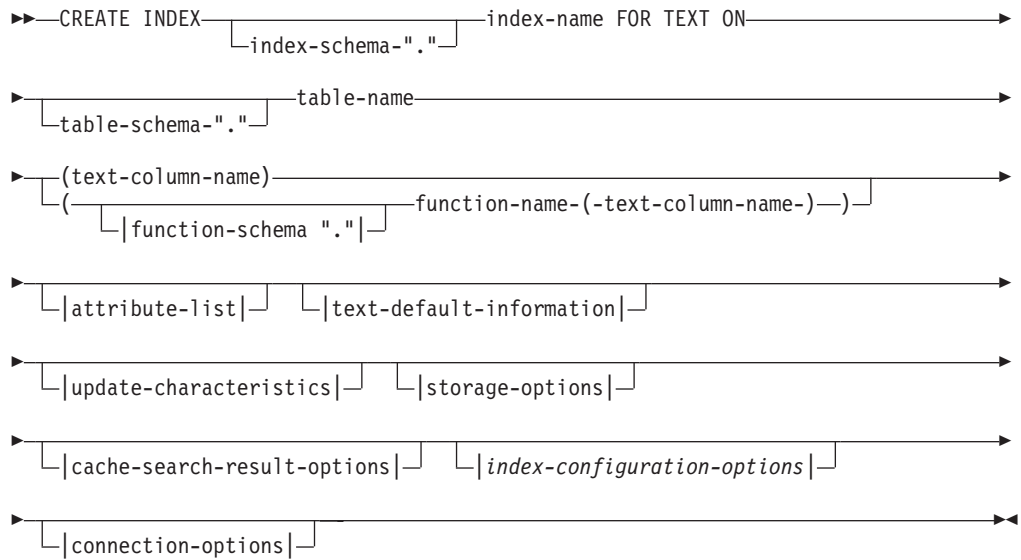 CREATE INDEX index-name FOR TEXT ON
index-schema-"."
table-name
table-schema-"."
(text-column-name)
( function-name-(-text-column-name-) )
|function-schema "."|
|attribute-list| |text-default-information|
|update-characteristics| |storage-options|
|cache-search-result-options| |index-configuration-options|
|connection-options|